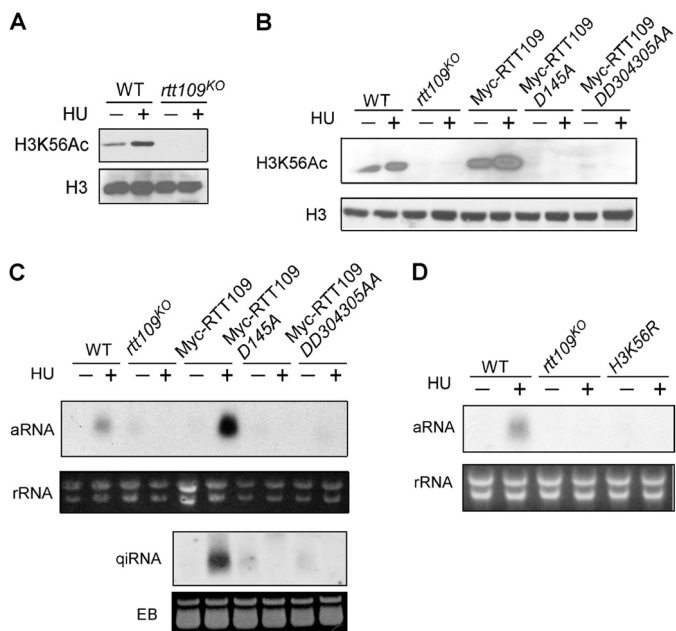 A
WT rtt109KO
HU − + − +
H3K56Ac
H3
B
WT rtt109KO Myc-RTT109 Myc-RTT109 D145A Myc-RTT109 DD304305AA
HU − + − + − + − + − +
H3K56Ac
H3
C
WT rtt109KO Myc-RTT109 Myc-RTT109 D145A Myc-RTT109 DD304305AA
HU − + − + − + − + − +
aRNA
rRNA
qiRNA
EB
D
WT rtt109KO H3K56R
HU − + − + − +
aRNA
rRNA